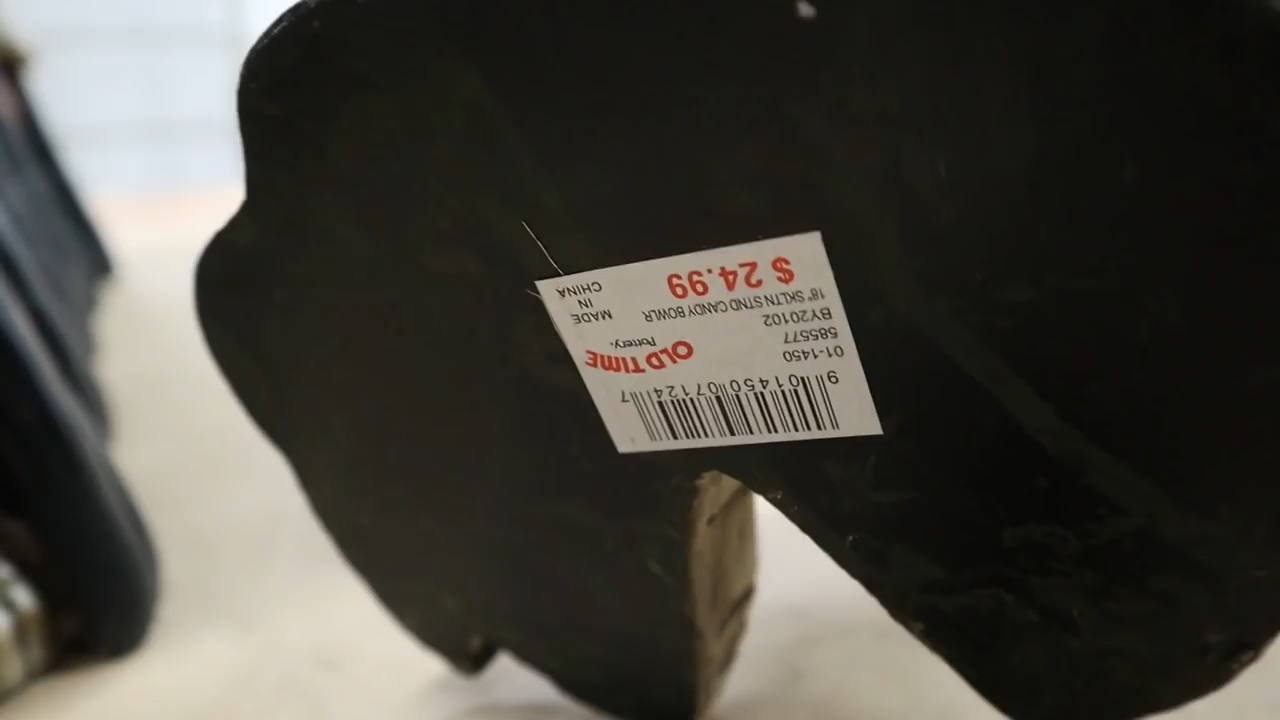 $ 24.99
18" SKLTN STND CANDY BOWLR
BY20102
585577
01-1450
MADE
IN
CHINA
OLD TIME
Pottery.
9 01450 07124 7